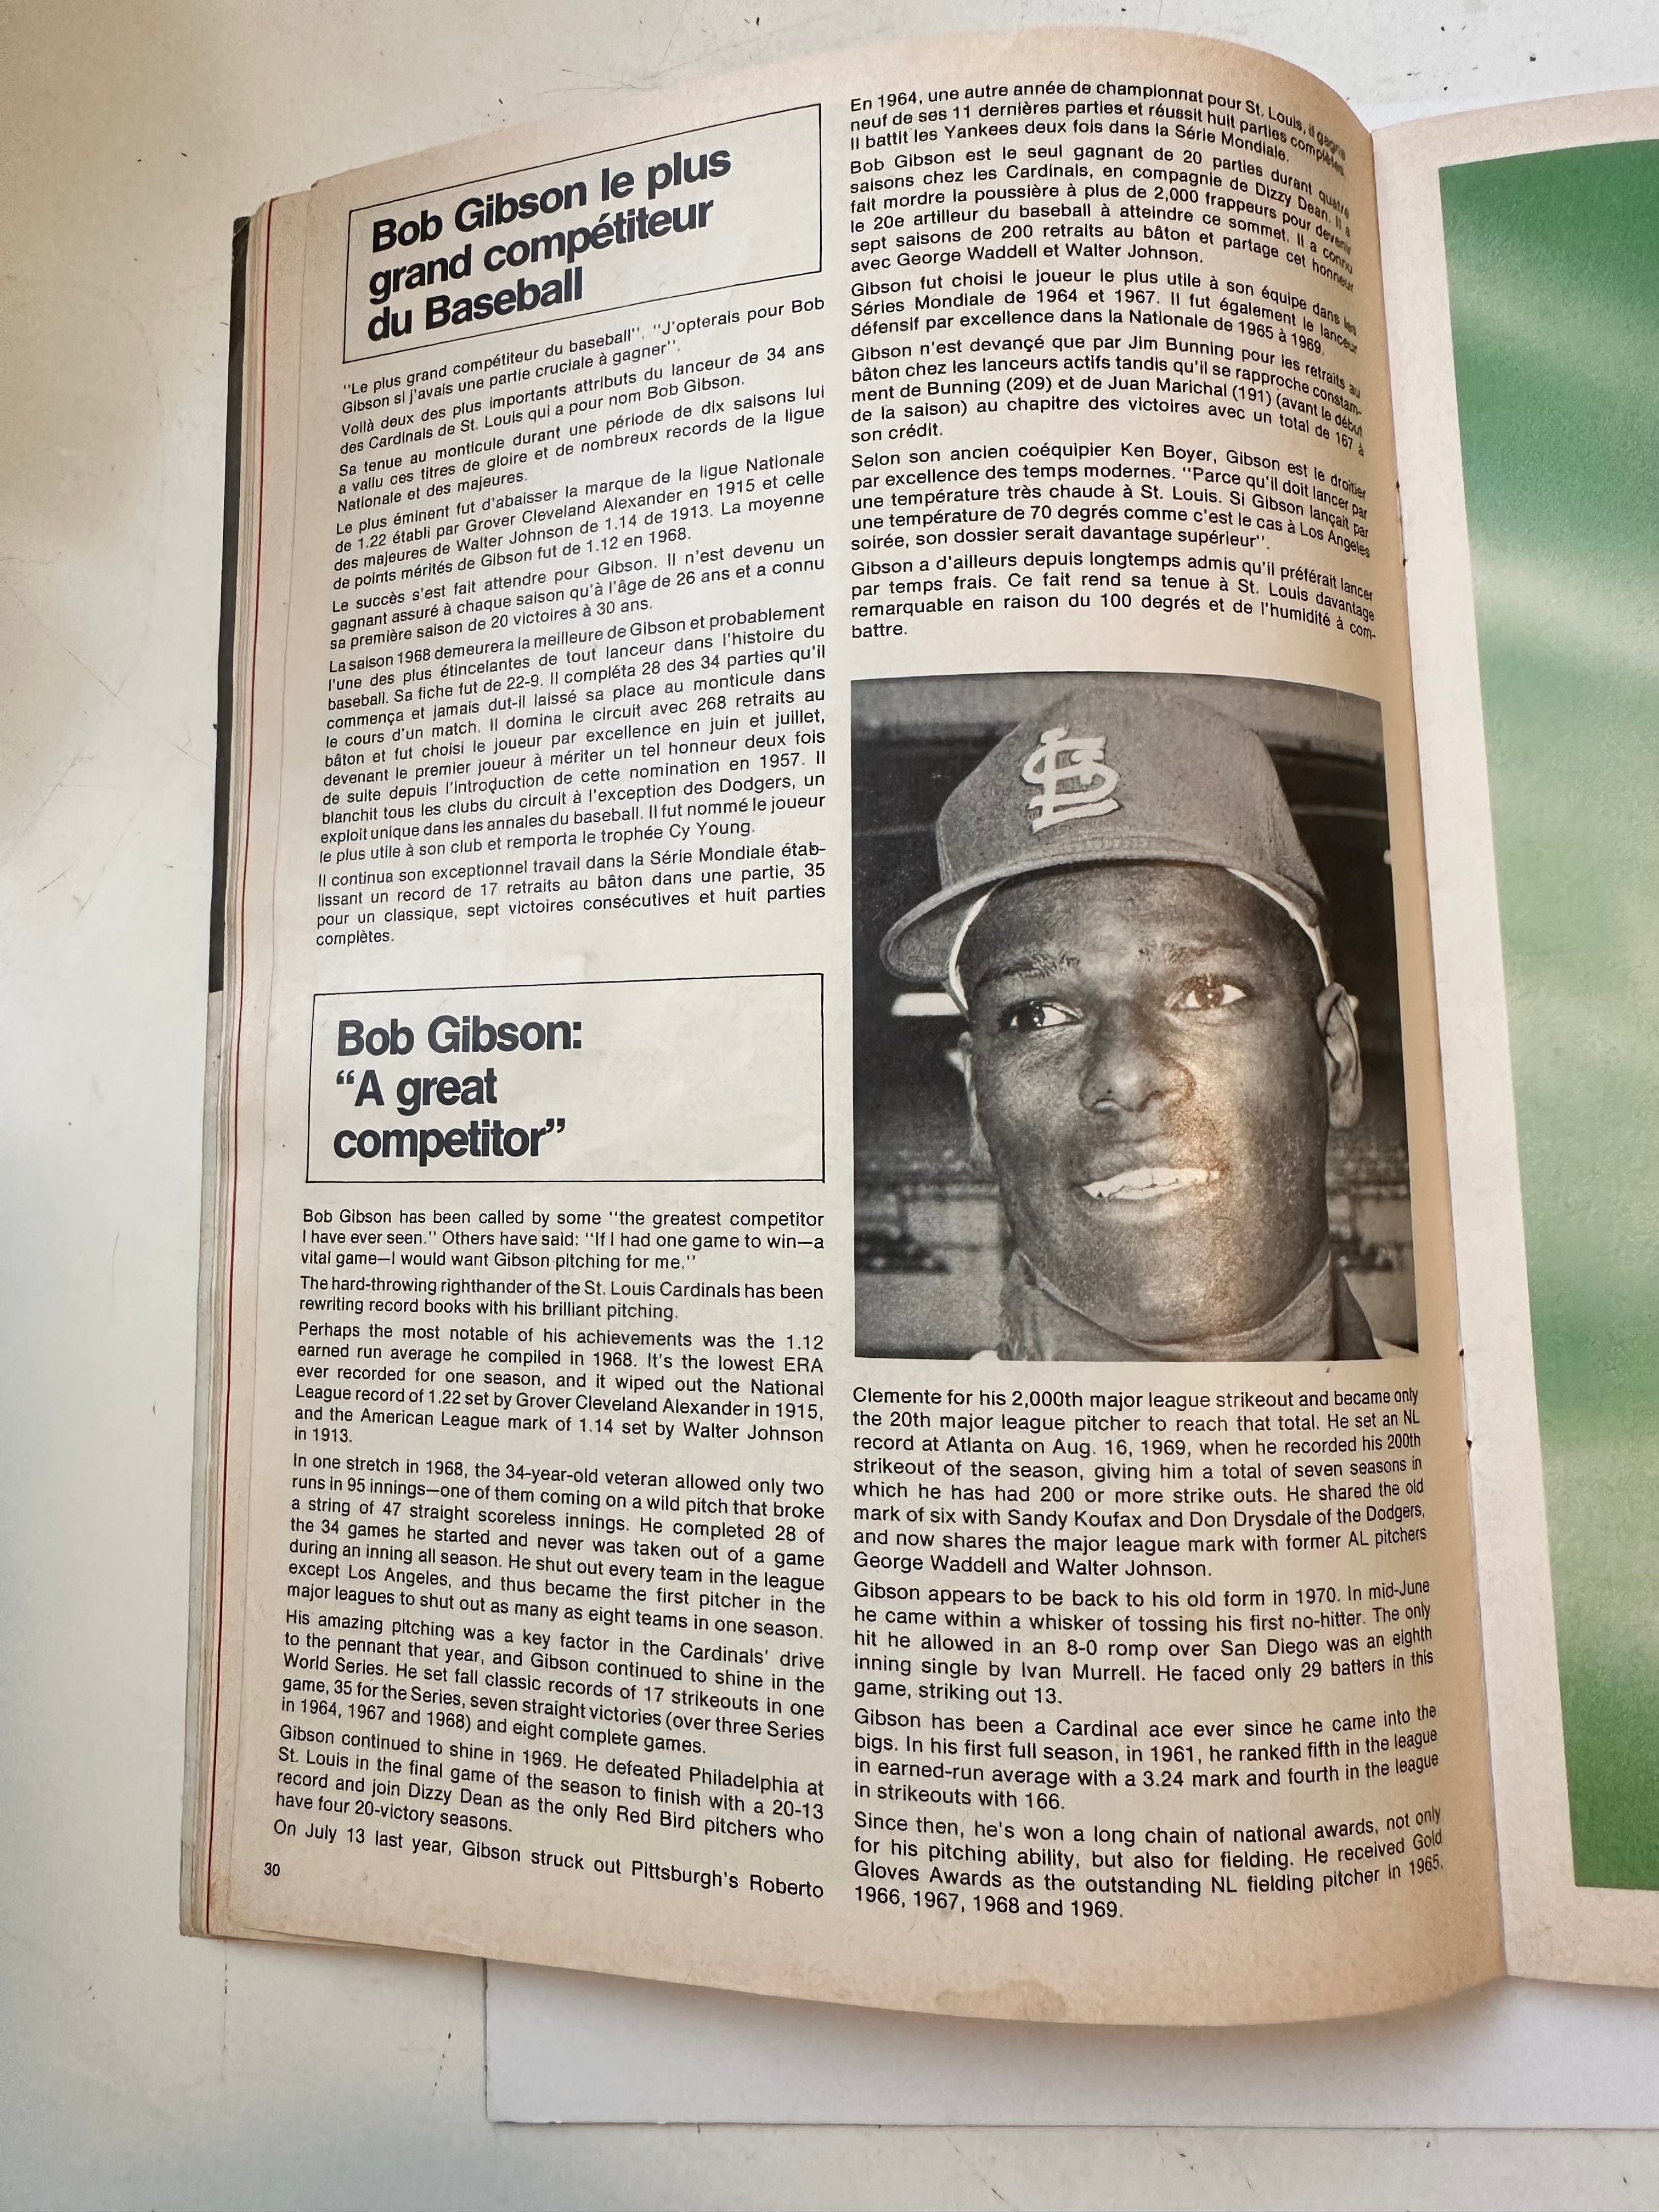 Bob Gibson le plus
grand compétiteur
du Baseball
''Le plus grand compétiteur du baseball''. ''J'opterais pour Bob
Gibson si j'avais une partie cruciale à gagner''.
Voilà deux des plus importants attributs du lanceur de 34 ans
des Cardinals de St. Louis qui a pour nom Bob Gibson.
Sa tenue au monticule durant une période de dix saisons lui
a vallu ces titres de gloire et de nombreux records de la ligue
Nationale et des majeures.
Le plus éminent fut d'abaisser la marque de la ligue Nationale
de 1.22 établi par Grover Cleveland Alexander en 1915 et celle
des majeures de Walter Johnson de 1.14 de 1913. La moyenne
de points mérités de Gibson fut de 1.12 en 1968.
Le succès s'est fait attendre pour Gibson. Il n'est devenu un
gagnant assuré à chaque saison qu'à l'âge de 26 ans et a connu
sa première saison de 20 victoires à 30 ans.
La saison 1968 demeurera la meilleure de Gibson et probablement
l'une des plus étincelantes de tout lanceur dans l'histoire du
baseball. Sa fiche fut de 22-9. Il compléta 28 des 34 parties qu'il
commença et jamais dut-il laissé sa place au monticule dans
le cours d'un match. Il domina le circuit avec 268 retraits au
bâton et fut choisi le joueur par excellence en juin et juillet,
devenant le premier joueur à mériter un tel honneur deux fois
de suite depuis l'introduction de cette nomination en 1957. Il
blanchit tous les clubs du circuit à l'exception des Dodgers, un
exploit unique dans les annales du baseball. Il fut nommé le joueur
le plus utile à son club et remporta le trophée Cy Young.
Il continua son exceptionnel travail dans la Série Mondiale étab-
lissant un record de 17 retraits au bâton dans une partie, 35
pour un classique, sept victoires consécutives et huit parties
complètes.
En 1964, une autre année de championnat pour St. Louis, il gagna
neuf de ses 11 dernières parties et réussit huit parties complètes.
Il battit les Yankees deux fois dans la Série Mondiale.
Bob Gibson est le seul gagnant de 20 parties durant quatre
saisons chez les Cardinals, en compagnie de Dizzy Dean. Il a
fait mordre la poussière à plus de 2,000 frappeurs pour devenir
le 20e artilleur du baseball à atteindre ce sommet. Il a connu
sept saisons de 200 retraits au bâton et partage cet honneur
avec George Waddell et Walter Johnson.
Gibson fut choisi le joueur le plus utile à son équipe dans les
Séries Mondiale de 1964 et 1967. Il fut également le lanceur
défensif par excellence dans la Nationale de 1965 à 1969.
Gibson n'est devançé que par Jim Bunning pour les retraits au
bâton chez les lanceurs actifs tandis qu'il se rapproche constam-
ment de Bunning (209) et de Juan Marichal (191) (avant le début
de la saison) au chapitre des victoires avec un total de 167 à
son crédit.
Selon son ancien coéquipier Ken Boyer, Gibson est le droitier
par excellence des temps modernes. ''Parce qu'il doit lancer par
une température très chaude à St. Louis. Si Gibson lançait par
une température de 70 degrés comme c'est le cas à Los Angeles
soirée, son dossier serait davantage supérieur''.
Gibson a d'ailleurs depuis longtemps admis qu'il préférait lancer
par temps frais. Ce fait rend sa tenue à St. Louis davantage
remarquable en raison du 100 degrés et de l'humidité à com-
battre.
StL
Bob Gibson:
“A great
competitor”
Bob Gibson has been called by some ''the greatest competitor
I have ever seen.'' Others have said: ''If I had one game to win—a
vital game—I would want Gibson pitching for me.''
The hard-throwing righthander of the St. Louis Cardinals has been
rewriting record books with his brilliant pitching.
Perhaps the most notable of his achievements was the 1.12
earned run average he compiled in 1968. It's the lowest ERA
ever recorded for one season, and it wiped out the National
League record of 1.22 set by Grover Cleveland Alexander in 1915,
and the American League mark of 1.14 set by Walter Johnson
in 1913.
In one stretch in 1968, the 34-year-old veteran allowed only two
runs in 95 innings—one of them coming on a wild pitch that broke
a string of 47 straight scoreless innings. He completed 28 of
the 34 games he started and never was taken out of a game
during an inning all season. He shut out every team in the league
except Los Angeles, and thus became the first pitcher in the
major leagues to shut out as many as eight teams in one season.
His amazing pitching was a key factor in the Cardinals' drive
to the pennant that year, and Gibson continued to shine in the
World Series. He set fall classic records of 17 strikeouts in one
game, 35 for the Series, seven straight victories (over three Series
in 1964, 1967 and 1968) and eight complete games.
Gibson continued to shine in 1969. He defeated Philadelphia at
St. Louis in the final game of the season to finish with a 20-13
record and join Dizzy Dean as the only Red Bird pitchers who
have four 20-victory seasons.
On July 13 last year, Gibson struck out Pittsburgh's Roberto
Clemente for his 2,000th major league strikeout and became only
the 20th major league pitcher to reach that total. He set an NL
record at Atlanta on Aug. 16, 1969, when he recorded his 200th
strikeout of the season, giving him a total of seven seasons in
which he has had 200 or more strike outs. He shared the old
mark of six with Sandy Koufax and Don Drysdale of the Dodgers,
and now shares the major league mark with former AL pitchers
George Waddell and Walter Johnson.
Gibson appears to be back to his old form in 1970. In mid-June
he came within a whisker of tossing his first no-hitter. The only
hit he allowed in an 8-0 romp over San Diego was an eighth
inning single by Ivan Murrell. He faced only 29 batters in this
game, striking out 13.
Gibson has been a Cardinal ace ever since he came into the
bigs. In his first full season, in 1961, he ranked fifth in the league
in earned-run average with a 3.24 mark and fourth in the league
in strikeouts with 166.
Since then, he's won a long chain of national awards, not only
for his pitching ability, but also for fielding. He received Gold
Gloves Awards as the outstanding NL fielding pitcher in 1965,
1966, 1967, 1968 and 1969.
30